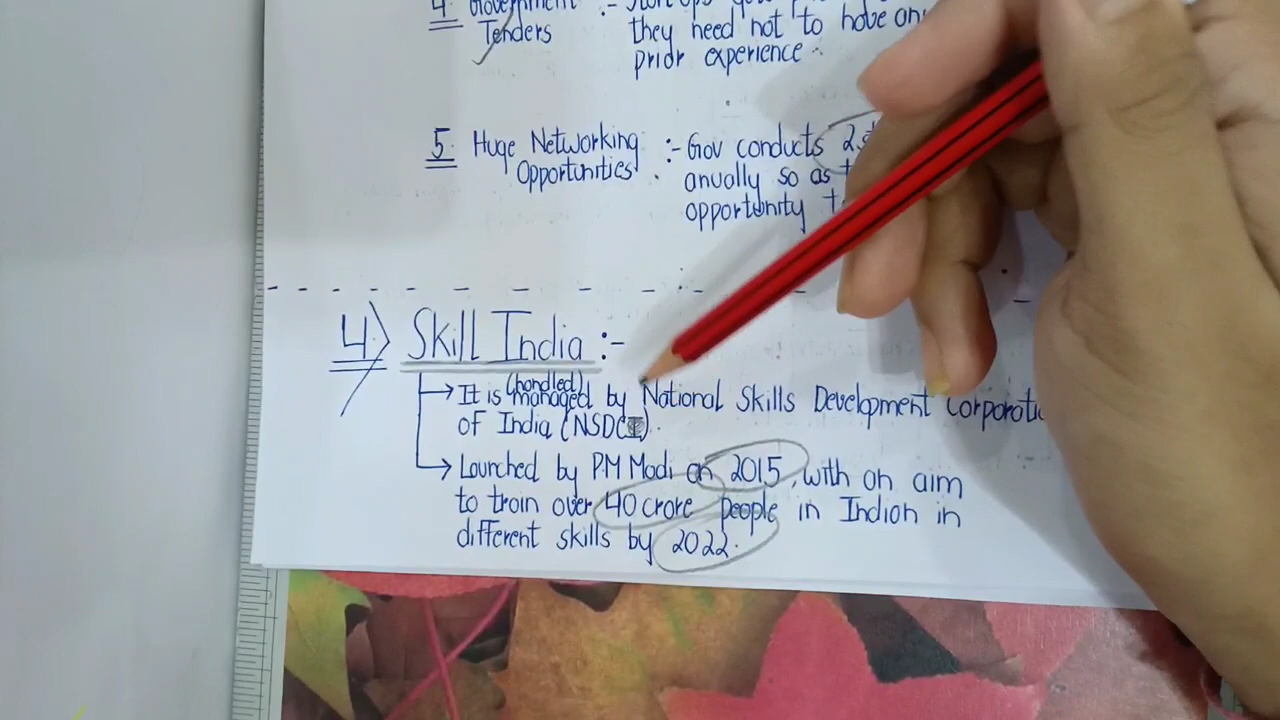 4. Government :-
Tenders they need not to have
prior experience.
5. Huge Networking :- Gov conducts
Opportunities. anually so as
opportunity
4) Skill India :-
(handled)
It is managed by National Skills Development Corporatio
of India (NSDC).
Launched by PM Modi on 2015, with an aim
to train over 40 crore people in Indian in
different skills by 2022.